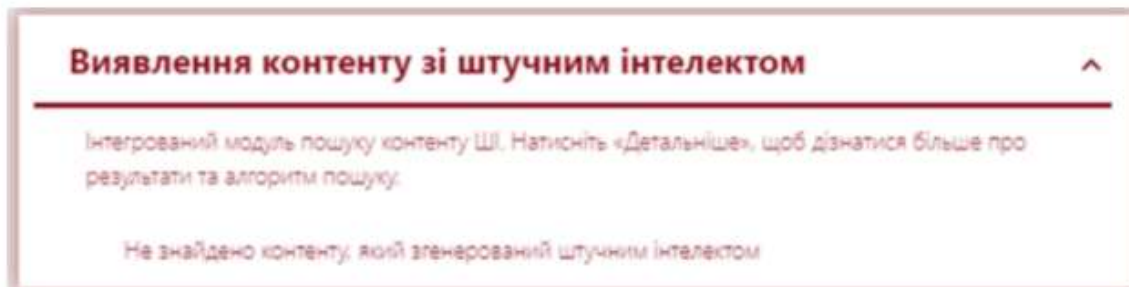 Виявлення контенту зі штучним інтелектом
Інтегрований модуль пошуку контенту ШІ. Натисніть «Детальніше», щоб дізнатися більше про
результати та алгоритм пошуку.
Не знайдено контенту, який згенерований штучним інтелектом